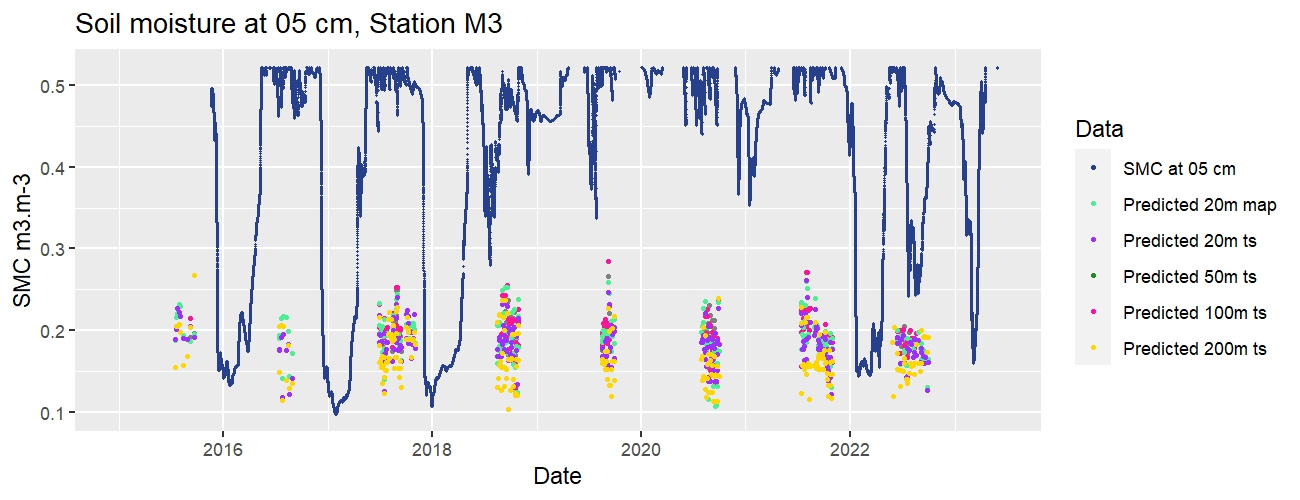 Soil moisture at 05 cm, Station M3
SMC m3.m-3
0.5
0.4
0.3
0.2
0.1
2016
2018
2020
2022
Date
Data
SMC at 05 cm
Predicted 20m map
Predicted 20m ts
Predicted 50m ts
Predicted 100m ts
Predicted 200m ts